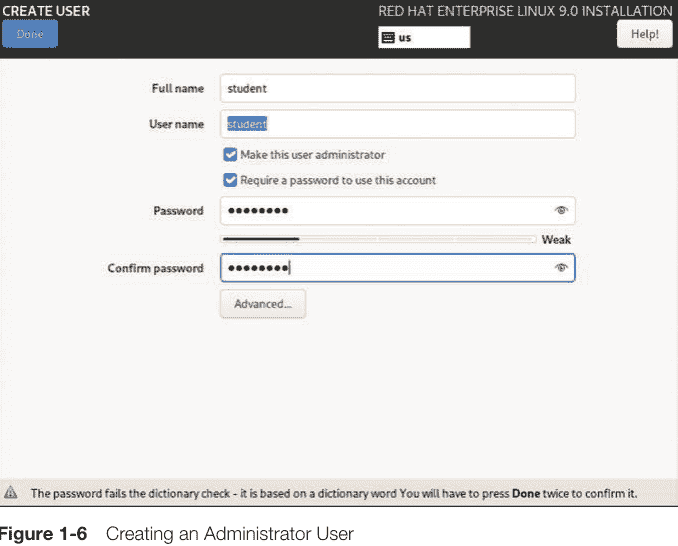 CREATE USER
RED HAT ENTERPRISE LINUX 9.0 INSTALLATION
Done
us
Help!
Full name
student
User name
student
Make this user administrator
Require a password to use this account
Password
●●●●●●●●
Weak
Confirm password
●●●●●●●●
Advanced...
The password fails the dictionary check - it is based on a dictionary word You will have to press Done twice to confirm it.
Figure 1-6 Creating an Administrator User